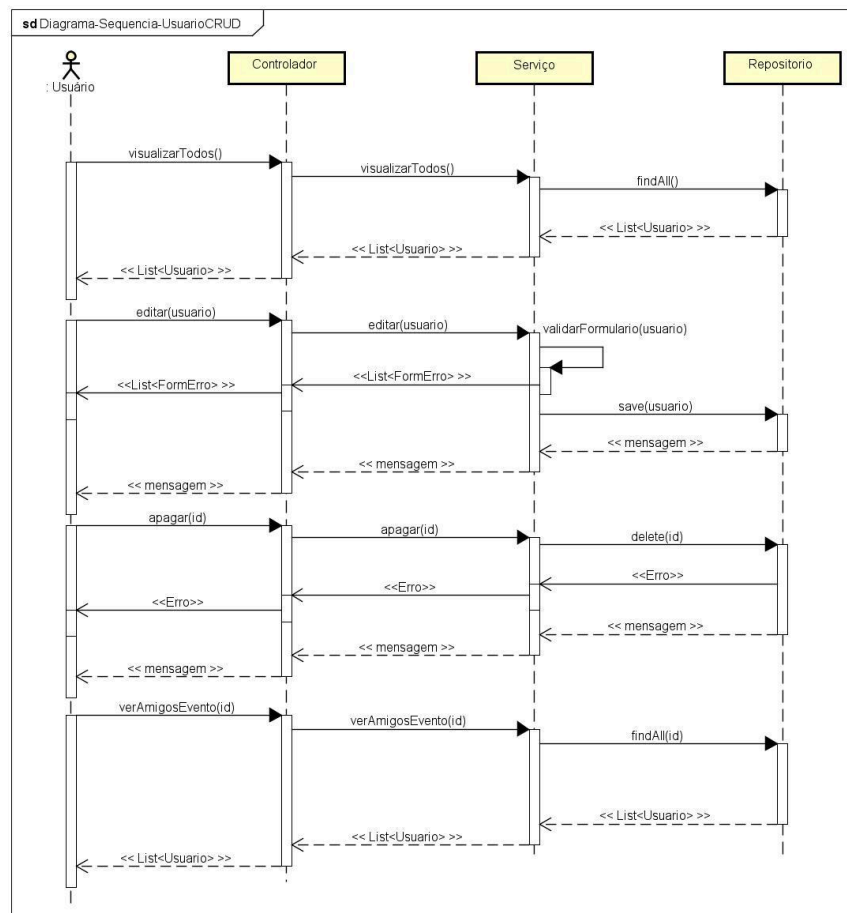 sd Diagrama-Sequencia-UsuarioCRUD
: Usuário
Controlador
Serviço
Repositorio
visualizarTodos()
visualizarTodos()
findAll()
<< List<Usuario> >>
<< List<Usuario> >>
<< List<Usuario> >>
editar(usuario)
editar(usuario)
validarFormulario(usuario)
<<List<FormErro> >>
<<List<FormErro> >>
save(usuario)
<< mensagem >>
<< mensagem >>
<< mensagem >>
apagar(id)
apagar(id)
delete(id)
<<Erro>>
<<Erro>>
<<Erro>>
<< mensagem >>
<< mensagem >>
<< mensagem >>
verAmigosEvento(id)
verAmigosEvento(id)
findAll(id)
<< List<Usuario> >>
<< List<Usuario> >>
<< List<Usuario> >>